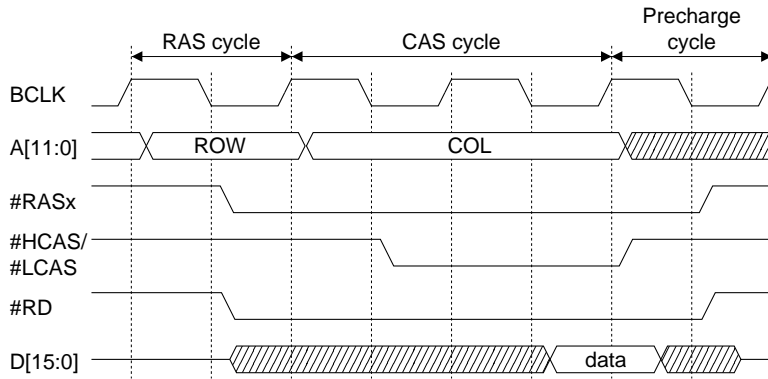 Precharge
RAS cycle CAS cycle cycle
BCLK
A[11:0] ROW COL
#RASx
#HCAS/
#LCAS
#RD
D[15:0] data